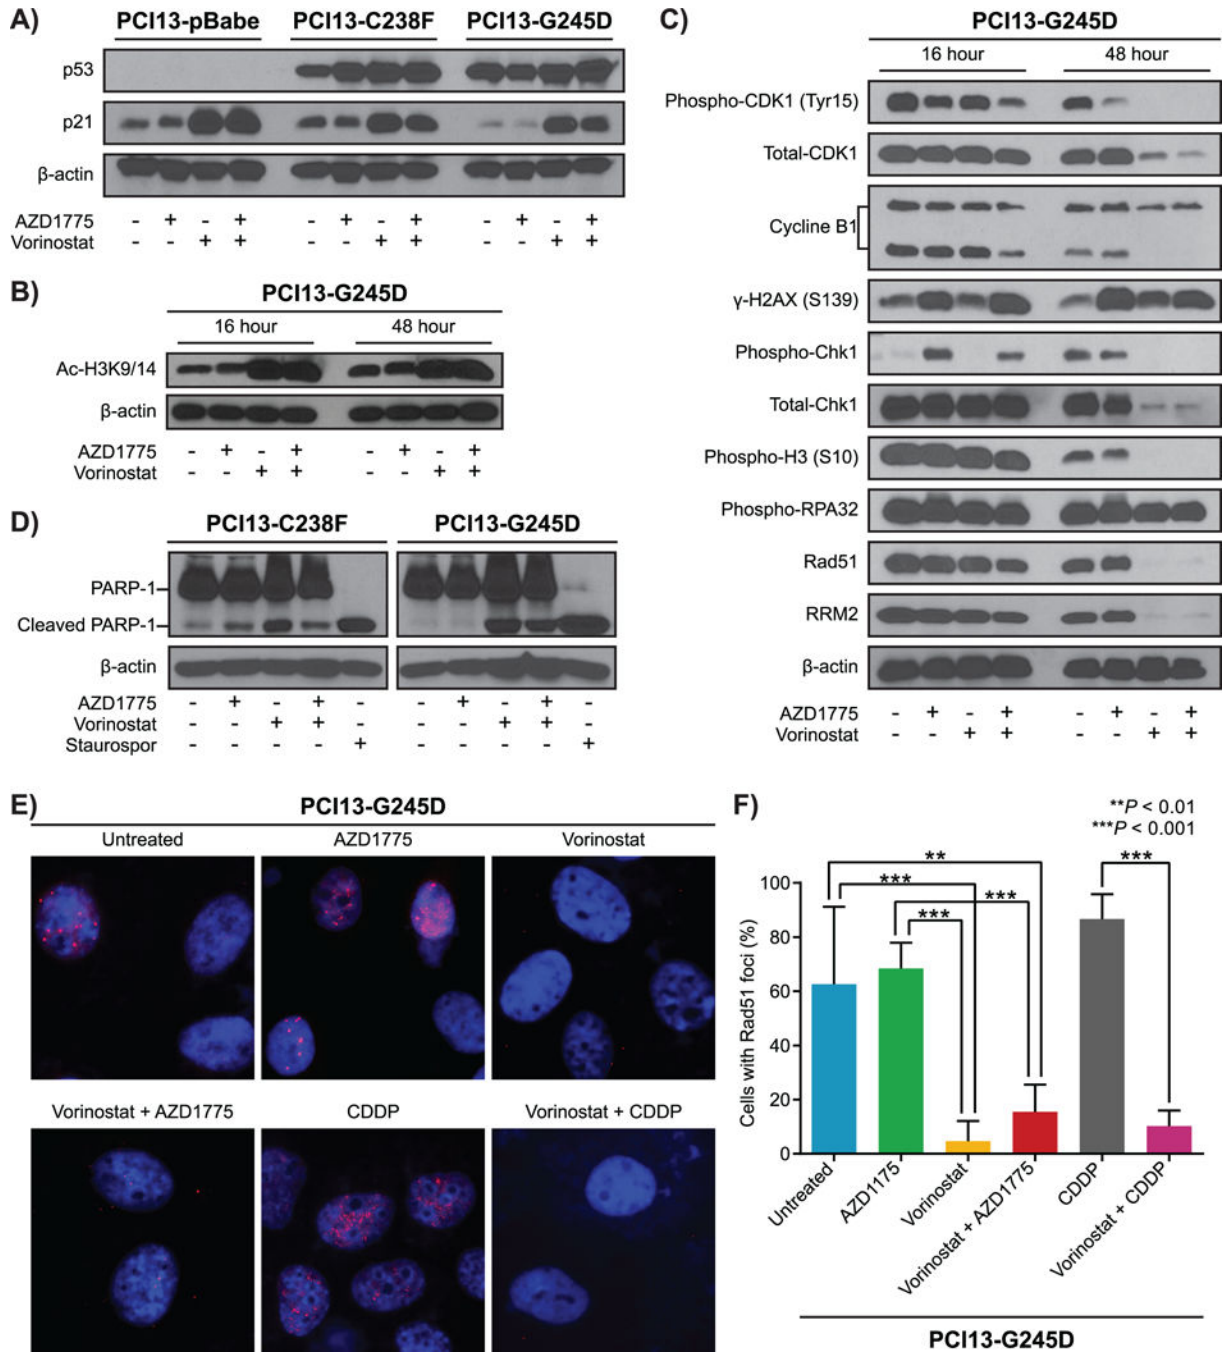 A)
PCI13-pBabe PCI13-C238F PCI13-G245D
p53
p21
β-actin
AZD1775 - + - + - + - + - + - +
Vorinostat - - + + - - + + - - + +
B)
PCI13-G245D
16 hour 48 hour
Ac-H3K9/14
β-actin
AZD1775 - + - + - + - +
Vorinostat - - + + - - + +
C)
PCI13-G245D
16 hour 48 hour
Phospho-CDK1 (Tyr15)
Total-CDK1
Cycline B1
γ-H2AX (S139)
Phospho-Chk1
Total-Chk1
Phospho-H3 (S10)
Phospho-RPA32
Rad51
RRM2
β-actin
AZD1775 - + - + - + - +
Vorinostat - - + + - - + +
D)
PCI13-C238F PCI13-G245D
PARP-1
Cleaved PARP-1
β-actin
AZD1775 - + - + - - + - + -
Vorinostat - - + + - - - + + -
Staurospor - - - - + - - - - +
E)
PCI13-G245D
Untreated AZD1775 Vorinostat
Vorinostat + AZD1775 CDDP Vorinostat + CDDP
F)
**P < 0.01
***P < 0.001
** ***
*** ***
***
Cells with Rad51 foci (%)
100
80
60
40
20
0
Untreated
AZD1175
Vorinostat
Vorinostat + AZD1775
CDDP
Vorinostat + CDDP
PCI13-G245D